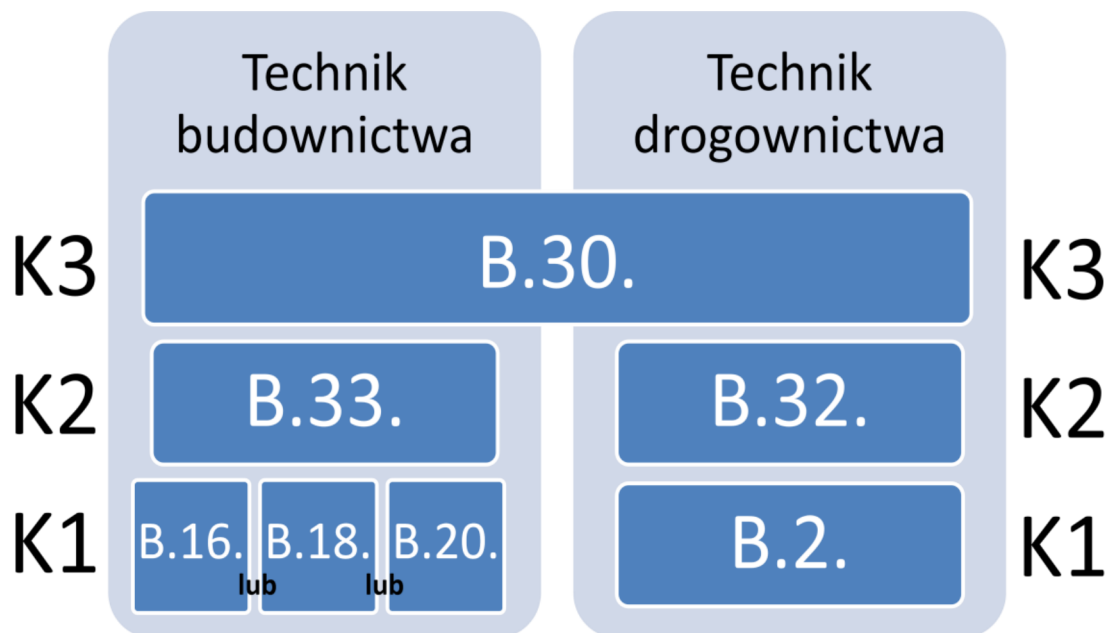 Technik
budownictwa
Technik
drogownictwa
K3
B.30.
K3
K2
B.33.
B.32.
K2
K1
B.16.
lub
B.18.
lub
B.20.
B.2.
K1